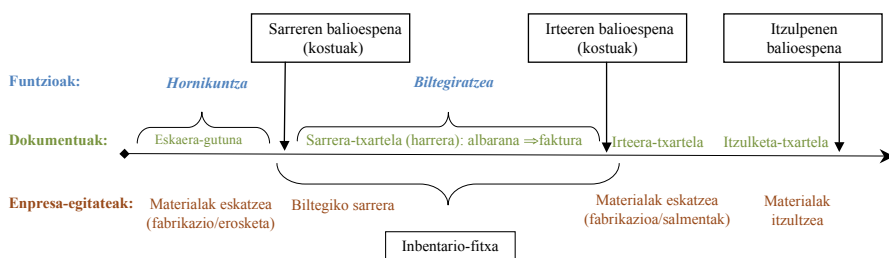 Sarreren balioespena
(kostuak)
Irteeren balioespena
(kostuak)
Itzulpenen
balioespena
Funtzioak:
Hornikuntza
Biltegiratzea
Dokumentuak:
Eskaera-gutuna
Sarrera-txartela (harrera): albarana ⇒faktura
Irteera-txartela
Itzulketa-txartela
Enpresa-egitateak:
Materialak eskatzea
(fabrikazio/erosketa)
Biltegiko sarrera
Materialak eskatzea
(fabrikazioa/salmentak)
Materialak
itzultzea
Inbentario-fitxa